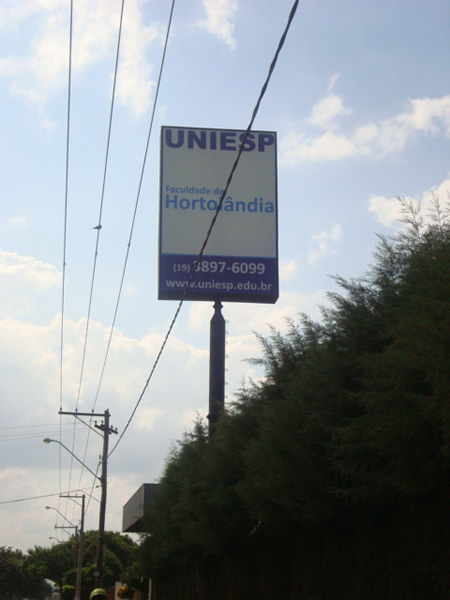 UNIESP
Faculdade de
Hortolândia
(19) 3897-6099
www.uniesp.edu.br